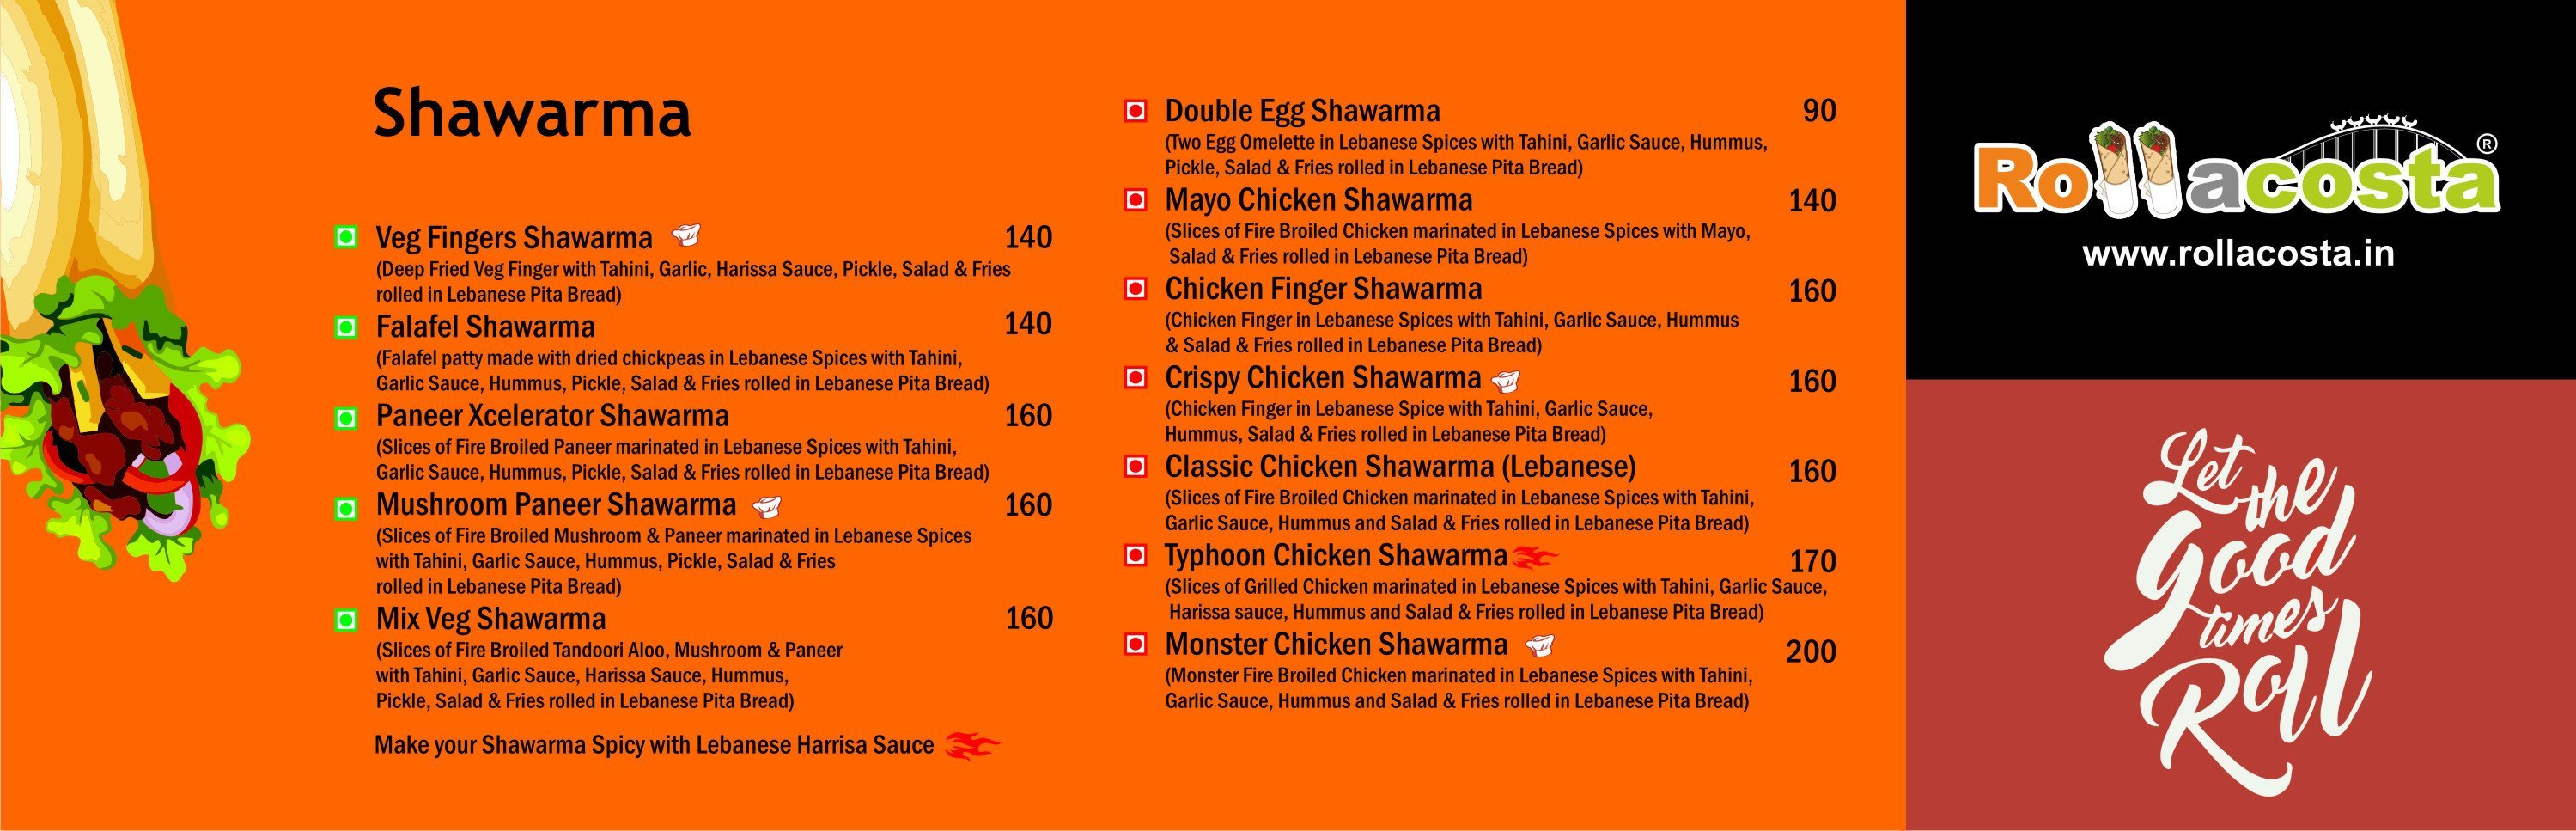 Shawarma
Veg Fingers Shawarma 140
(Deep Fried Veg Finger with Tahini, Garlic, Harissa Sauce, Pickle, Salad & Fries
rolled in Lebanese Pita Bread)
Falafel Shawarma 140
(Falafel patty made with dried chickpeas in Lebanese Spices with Tahini,
Garlic Sauce, Hummus, Pickle, Salad & Fries rolled in Lebanese Pita Bread)
Paneer Xcelerator Shawarma 160
(Slices of Fire Broiled Paneer marinated in Lebanese Spices with Tahini,
Garlic Sauce, Hummus, Pickle, Salad & Fries rolled in Lebanese Pita Bread)
Mushroom Paneer Shawarma 160
(Slices of Fire Broiled Mushroom & Paneer marinated in Lebanese Spices
with Tahini, Garlic Sauce, Hummus, Pickle, Salad & Fries
rolled in Lebanese Pita Bread)
Mix Veg Shawarma 160
(Slices of Fire Broiled Tandoori Aloo, Mushroom & Paneer
with Tahini, Garlic Sauce, Harissa Sauce, Hummus,
Pickle, Salad & Fries rolled in Lebanese Pita Bread)
Make your Shawarma Spicy with Lebanese Harrisa Sauce
Double Egg Shawarma 90
(Two Egg Omelette in Lebanese Spices with Tahini, Garlic Sauce, Hummus,
Pickle, Salad & Fries rolled in Lebanese Pita Bread)
Mayo Chicken Shawarma 140
(Slices of Fire Broiled Chicken marinated in Lebanese Spices with Mayo,
Salad & Fries rolled in Lebanese Pita Bread)
Chicken Finger Shawarma 160
(Chicken Finger in Lebanese Spices with Tahini, Garlic Sauce, Hummus
& Salad & Fries rolled in Lebanese Pita Bread)
Crispy Chicken Shawarma 160
(Chicken Finger in Lebanese Spice with Tahini, Garlic Sauce,
Hummus, Salad & Fries rolled in Lebanese Pita Bread)
Classic Chicken Shawarma (Lebanese) 160
(Slices of Fire Broiled Chicken marinated in Lebanese Spices with Tahini,
Garlic Sauce, Hummus and Salad & Fries rolled in Lebanese Pita Bread)
Typhoon Chicken Shawarma 170
(Slices of Grilled Chicken marinated in Lebanese Spices with Tahini, Garlic Sauce,
Harissa sauce, Hummus and Salad & Fries rolled in Lebanese Pita Bread)
Monster Chicken Shawarma 200
(Monster Fire Broiled Chicken marinated in Lebanese Spices with Tahini,
Garlic Sauce, Hummus and Salad & Fries rolled in Lebanese Pita Bread)
Rollacosta®
www.rollacosta.in
Let
the
Good
times
Roll